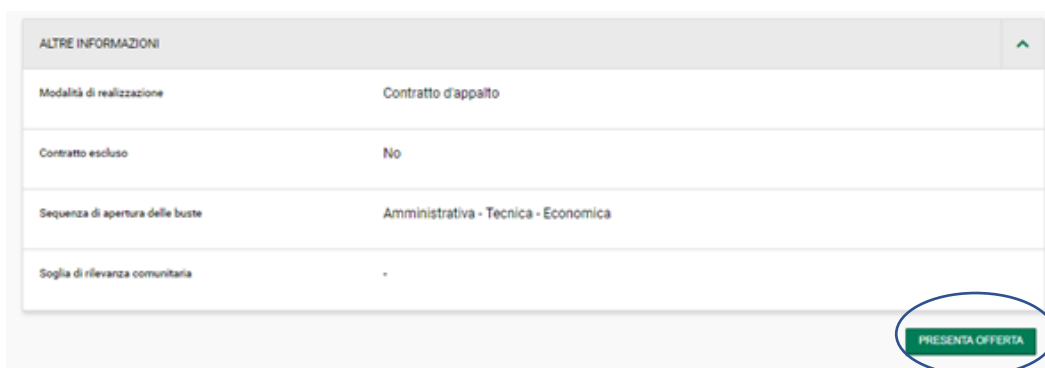 ALTRE INFORMAZIONI
Modalità di realizzazione Contratto d'appalto
Contratto escluso No
Sequenza di apertura delle buste Amministrativa - Tecnica - Economica
Soglia di rilevanza comunitaria -
PRESENTA OFFERTA